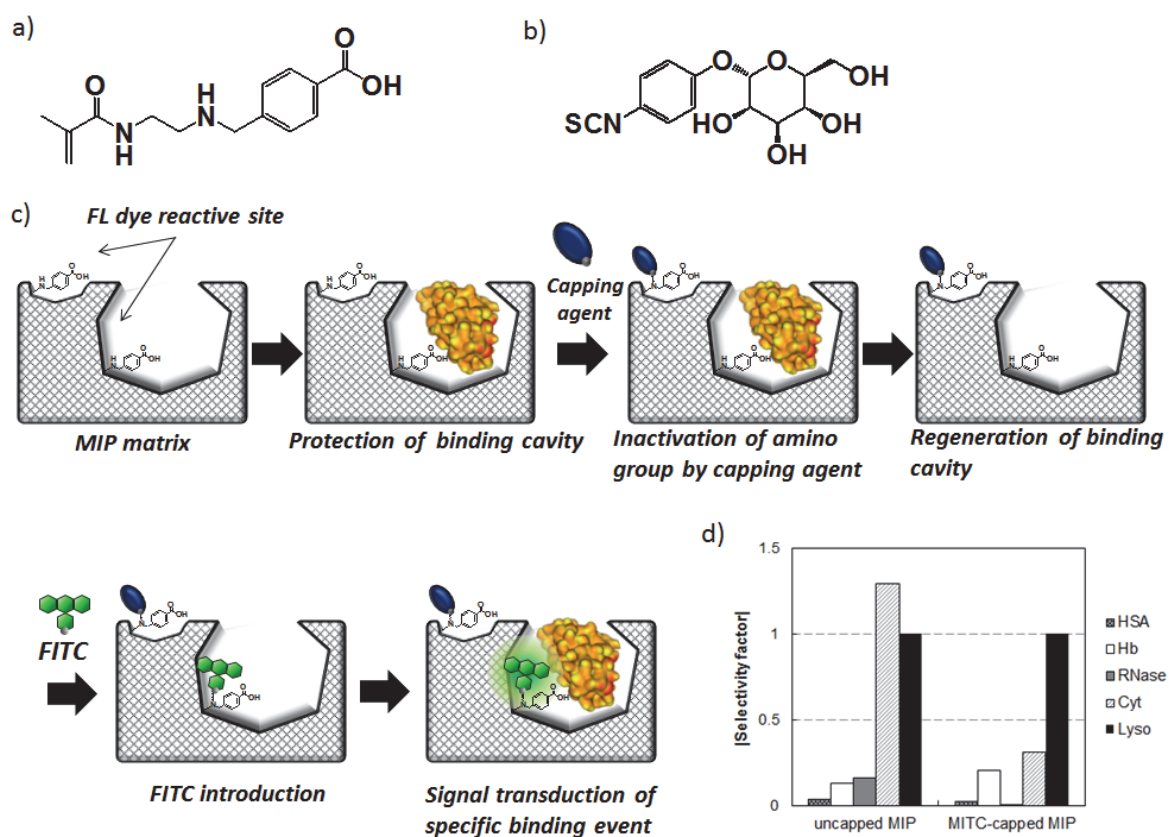 a)
O
OH
H
N
O
N
H
b)
O
O
OH
SCN
HO
OH
OH
c)
FL dye reactive site
Capping
agent
MIP matrix
Protection of binding cavity
Inactivation of amino
group by capping agent
Regeneration of binding
cavity
FITC
FITC introduction
Signal transduction of
specific binding event
d)
|Selectivity factor|
1.5
1
0.5
0
uncapped MIP
MITC-capped MIP
HSA
Hb
RNase
Cyt
Lyso